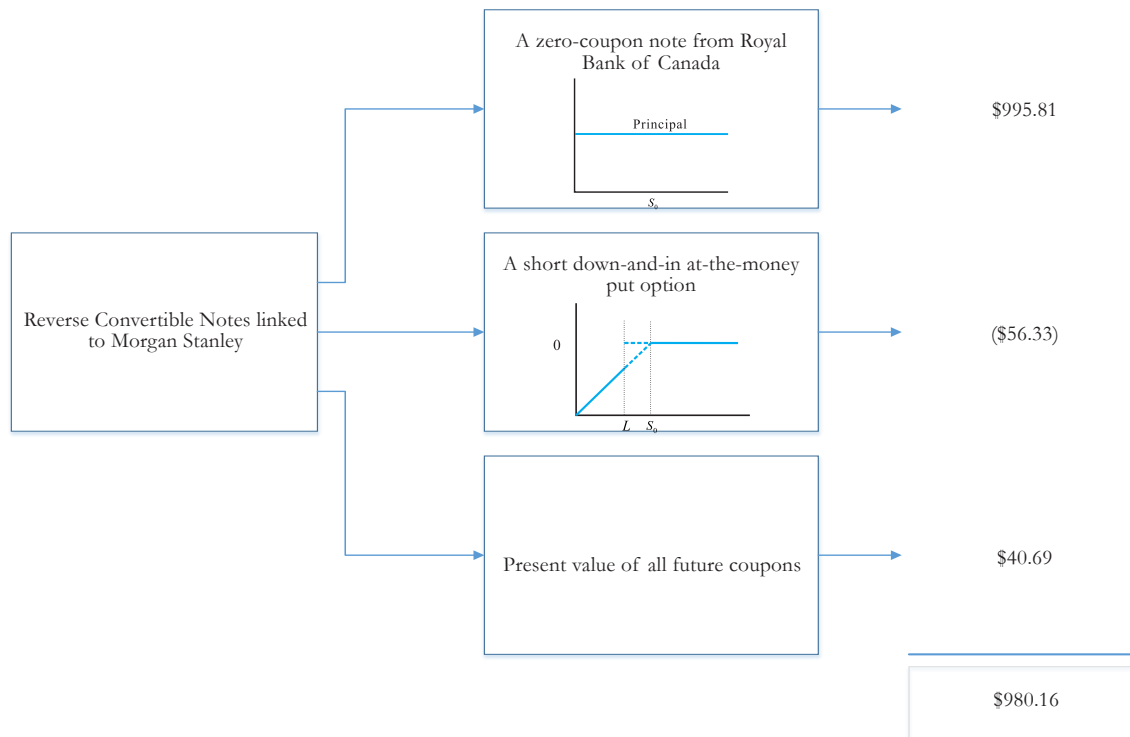 A zero-coupon note from Royal
Bank of Canada
Principal
S₀
$995.81
Reverse Convertible Notes linked
to Morgan Stanley
A short down-and-in at-the-money
put option
0
L S₀
($56.33)
Present value of all future coupons
$40.69
$980.16